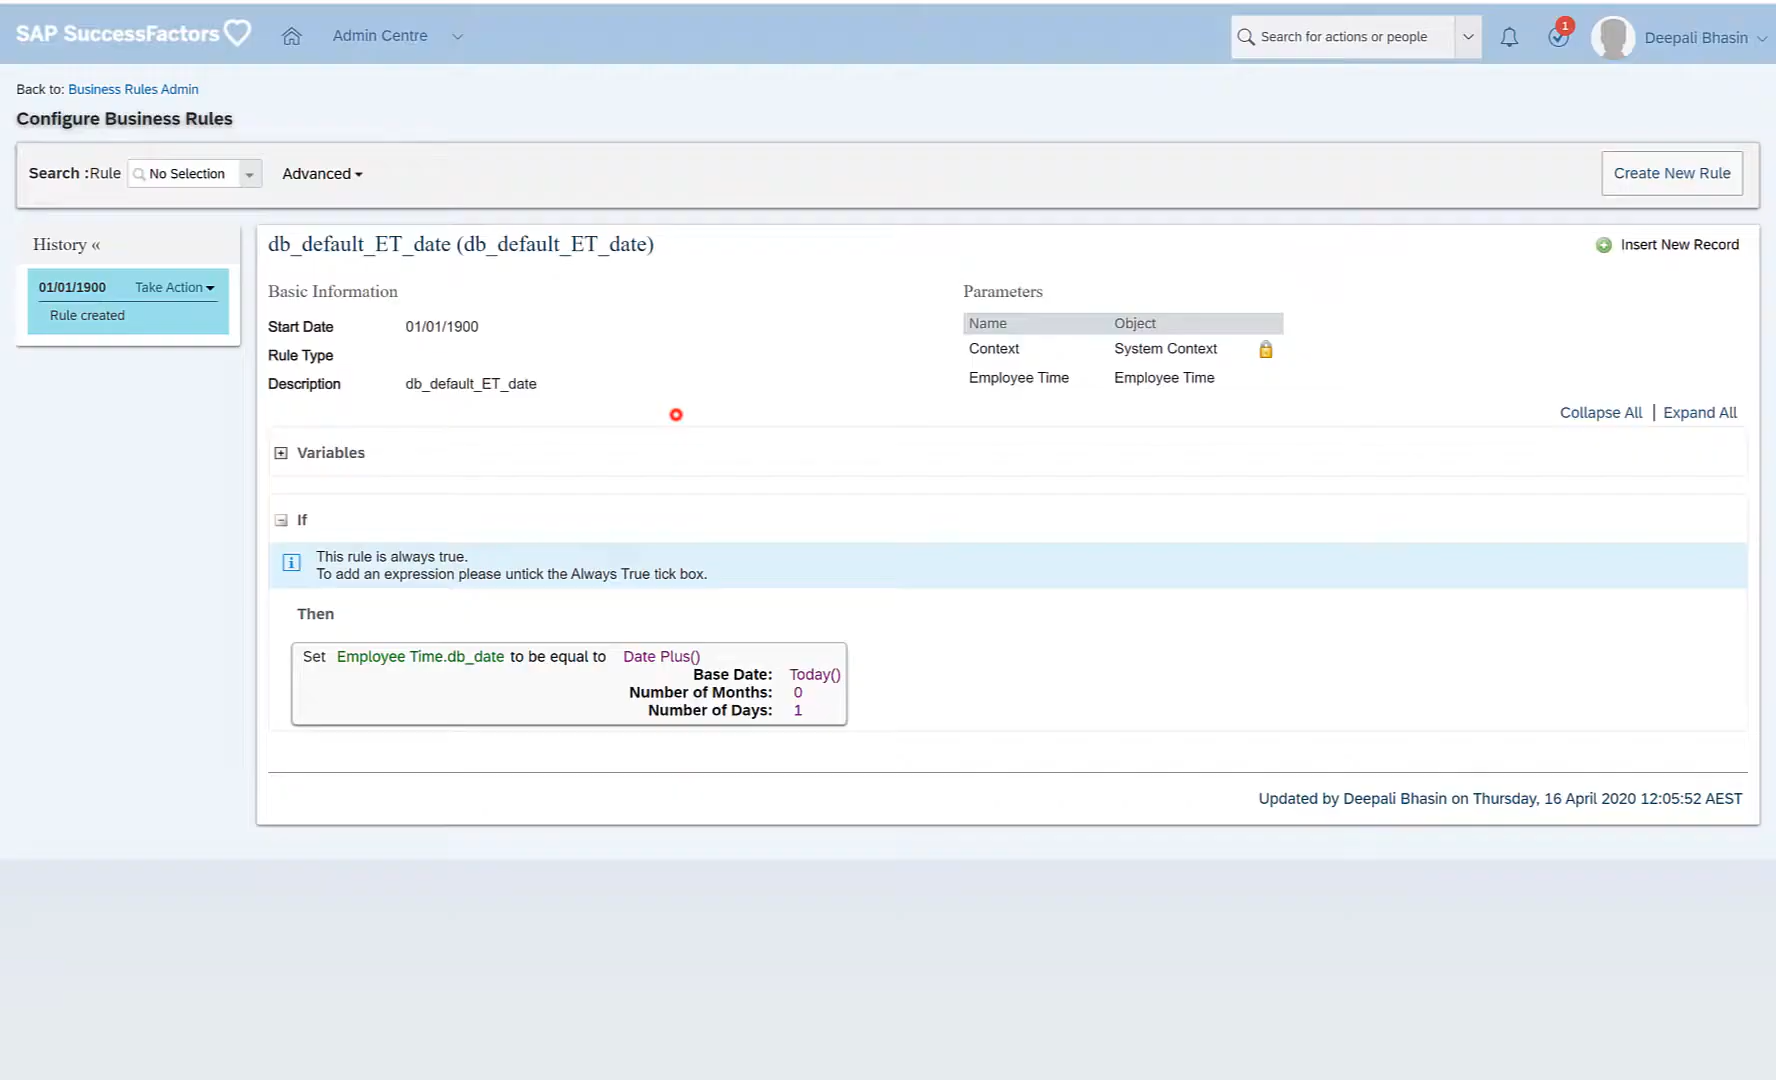 SAP SuccessFactors
Admin Centre
Search for actions or people
1
Deepali Bhasin
Back to: Business Rules Admin
Configure Business Rules
Search :Rule No Selection Advanced
Create New Rule
History «
01/01/1900 Take Action
Rule created
db_default_ET_date (db_default_ET_date)
Insert New Record
Basic Information
Start Date 01/01/1900
Rule Type
Description db_default_ET_date
Parameters
Name Object
Context System Context
Employee Time Employee Time
Collapse All | Expand All
Variables
If
This rule is always true.
To add an expression please untick the Always True tick box.
Then
Set Employee Time.db_date to be equal to Date Plus()
Base Date: Today()
Number of Months: 0
Number of Days: 1
Updated by Deepali Bhasin on Thursday, 16 April 2020 12:05:52 AEST